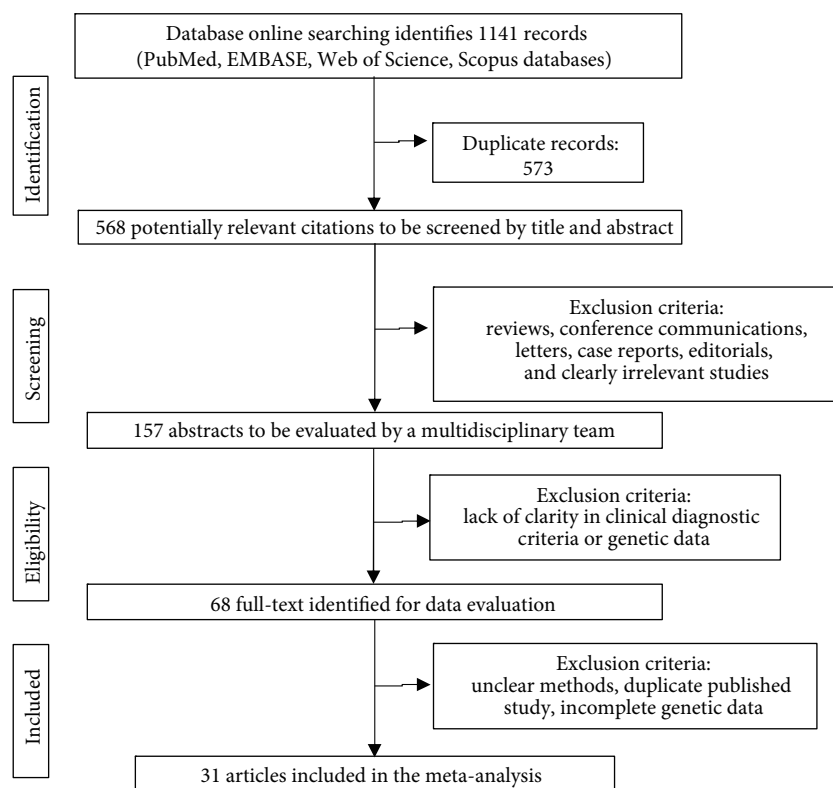 Database online searching identifies 1141 records
(PubMed, EMBASE, Web of Science, Scopus databases)
Identification
Duplicate records:
573
568 potentially relevant citations to be screened by title and abstract
Screening
Exclusion criteria:
reviews, conference communications,
letters, case reports, editorials,
and clearly irrelevant studies
157 abstracts to be evaluated by a multidisciplinary team
Eligibility
Exclusion criteria:
lack of clarity in clinical diagnostic
criteria or genetic data
68 full-text identified for data evaluation
Included
Exclusion criteria:
unclear methods, duplicate published
study, incomplete genetic data
31 articles included in the meta-analysis